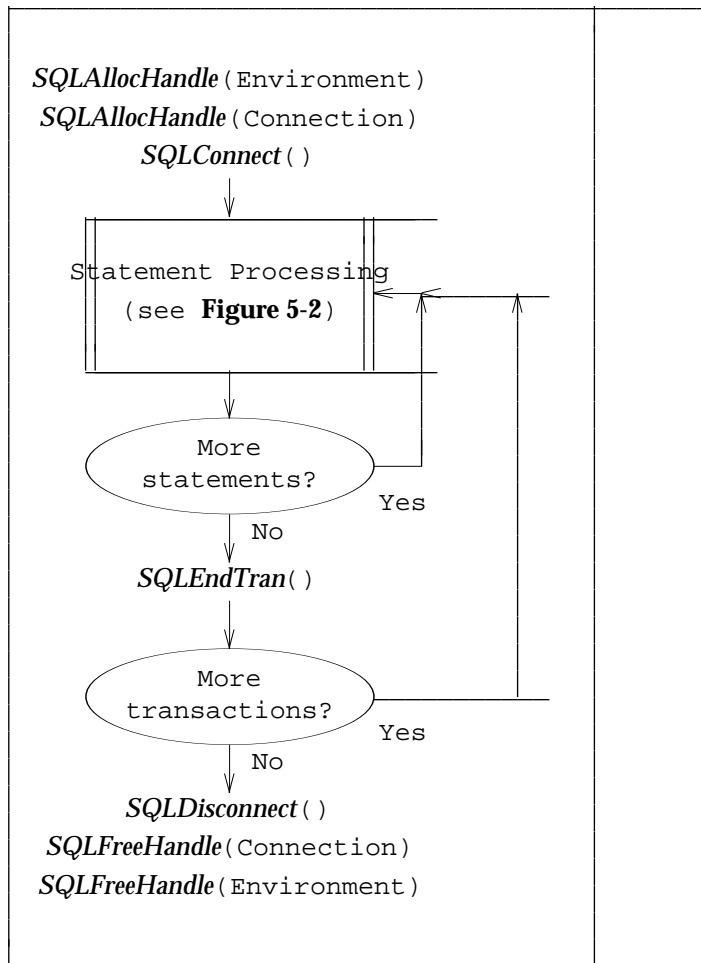 SQLAllocHandle(Environment)
SQLAllocHandle(Connection)
SQLConnect()
Statement Processing
(see Figure 5-2)
More
statements?
Yes
No
SQLEndTran()
More
transactions?
Yes
No
SQLDisconnect()
SQLFreeHandle(Connection)
SQLFreeHandle(Environment)